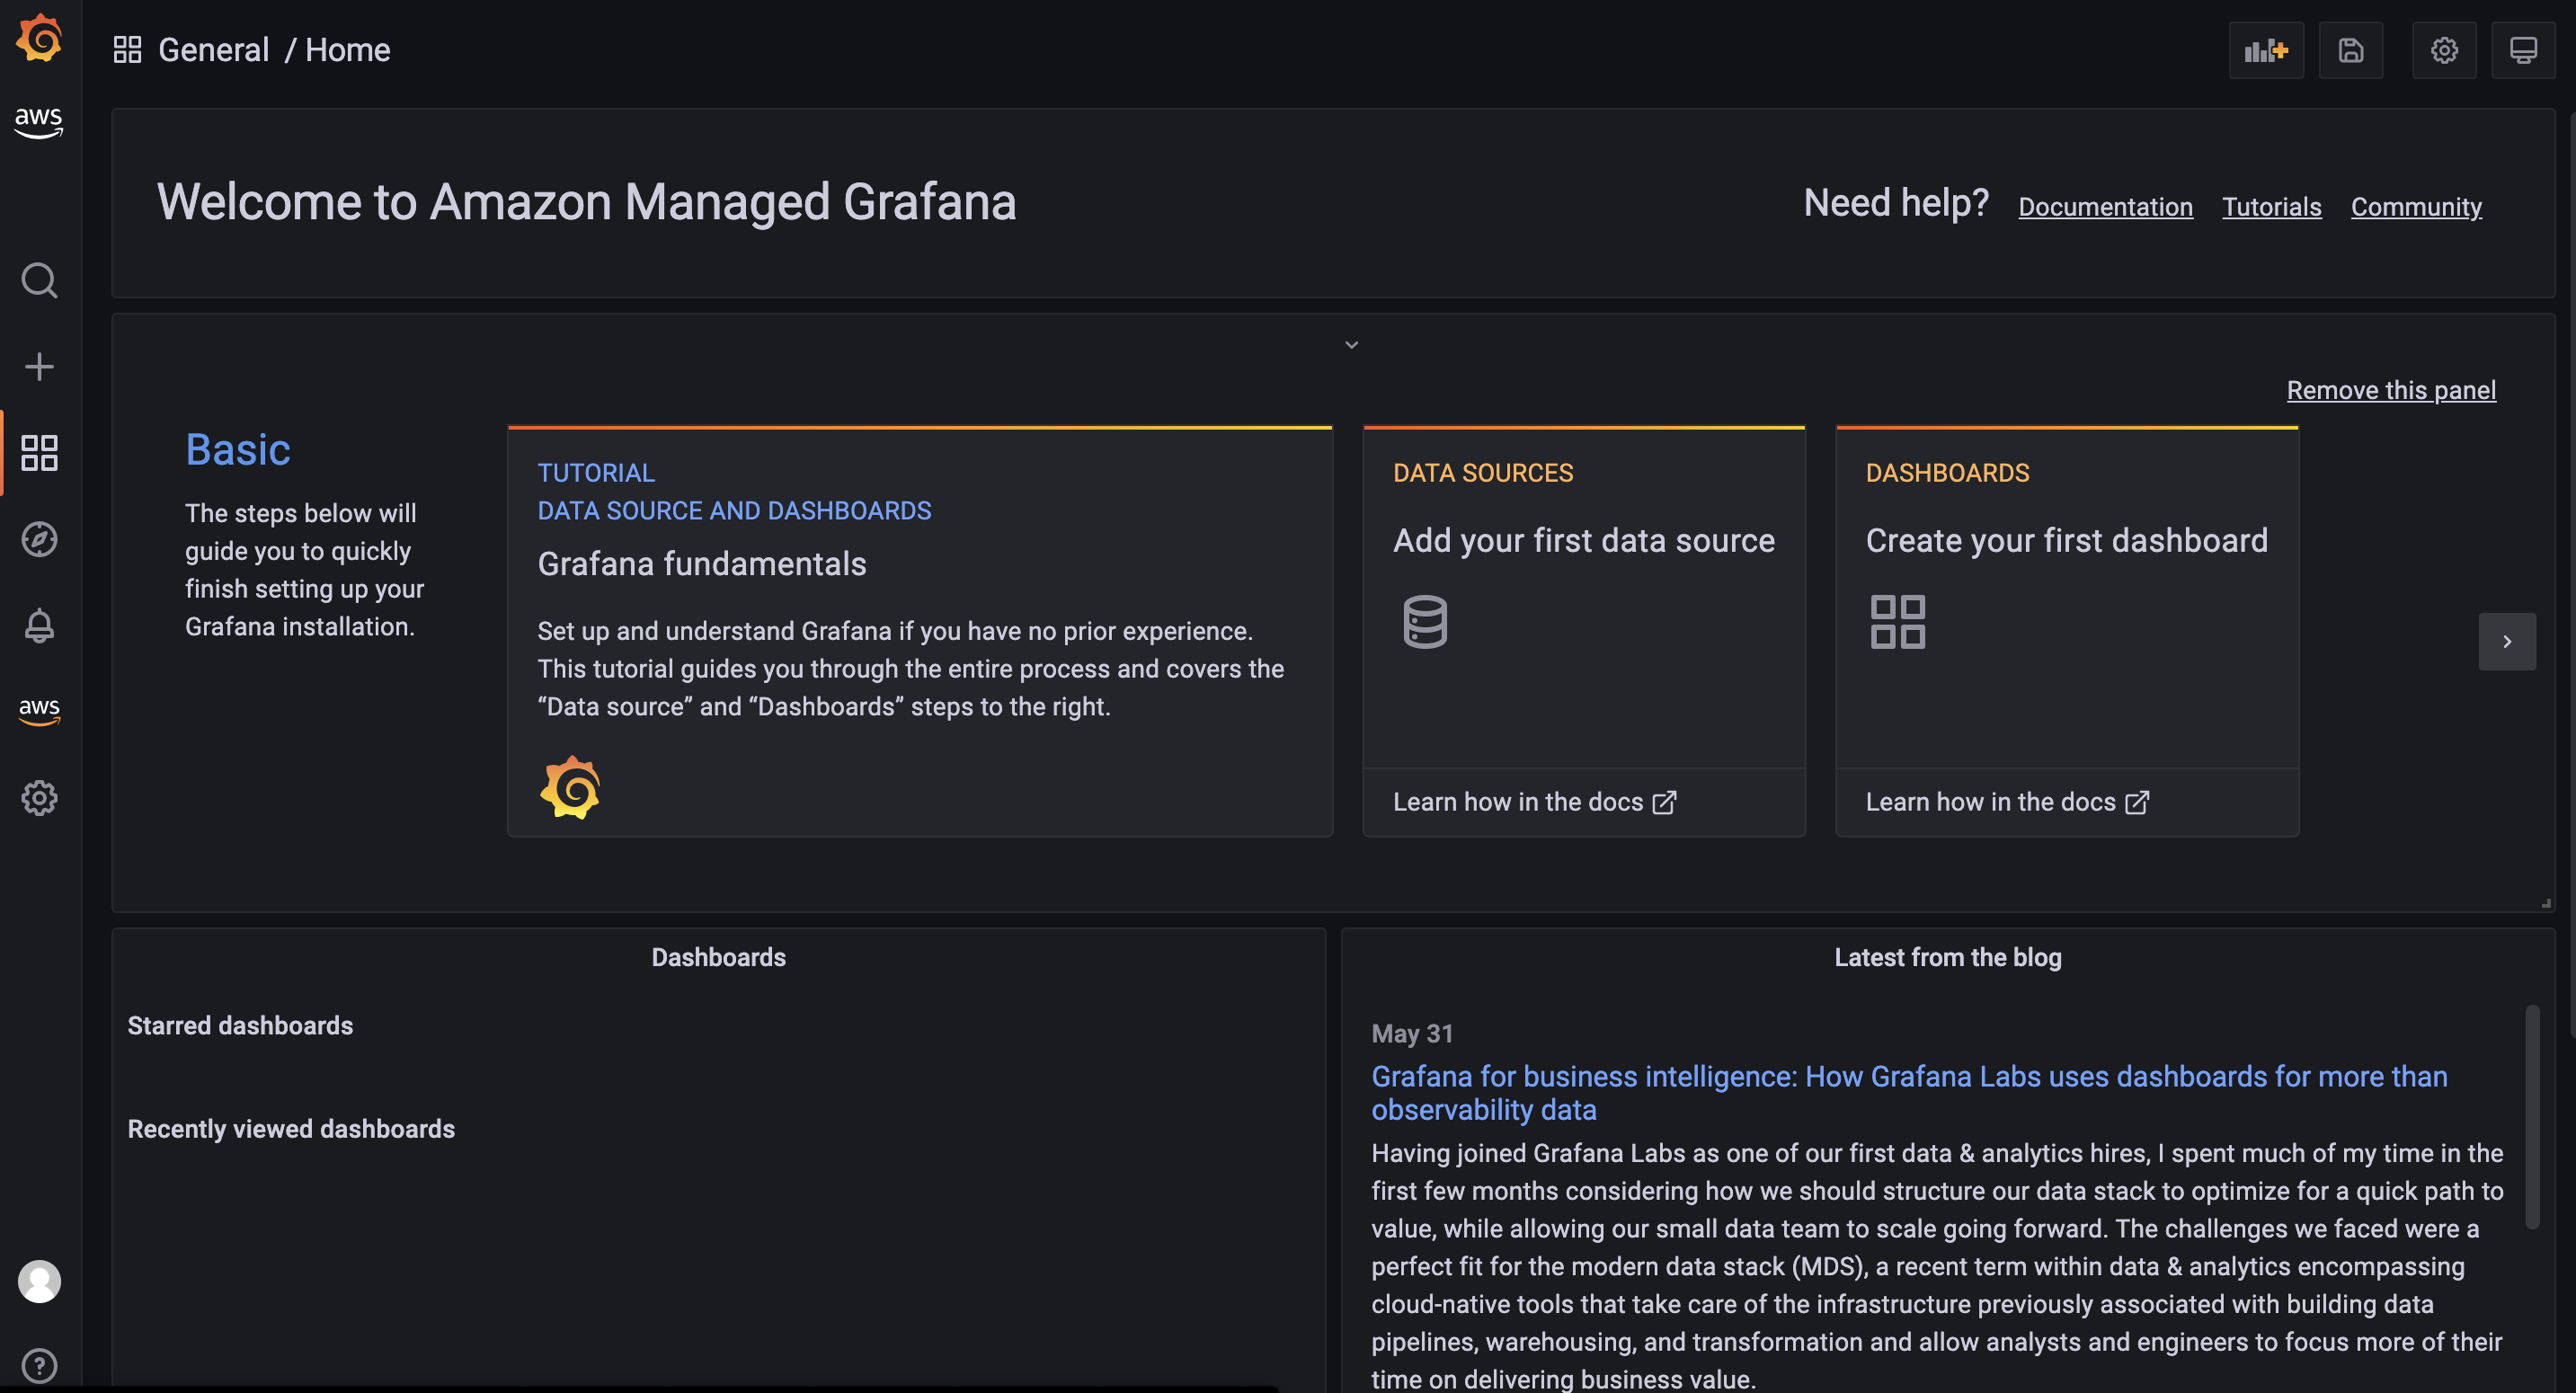 General / Home
aws
Welcome to Amazon Managed Grafana
Need help? Documentation Tutorials Community
Remove this panel
Basic
The steps below will
guide you to quickly
finish setting up your
Grafana installation.
TUTORIAL
DATA SOURCE AND DASHBOARDS
Grafana fundamentals
Set up and understand Grafana if you have no prior experience.
This tutorial guides you through the entire process and covers the
“Data source” and “Dashboards” steps to the right.
DATA SOURCES
Add your first data source
Learn how in the docs
DASHBOARDS
Create your first dashboard
Learn how in the docs
aws
Dashboards
Starred dashboards
Recently viewed dashboards
Latest from the blog
May 31
Grafana for business intelligence: How Grafana Labs uses dashboards for more than
observability data
Having joined Grafana Labs as one of our first data & analytics hires, I spent much of my time in the
first few months considering how we should structure our data stack to optimize for a quick path to
value, while allowing our small data team to scale going forward. The challenges we faced were a
perfect fit for the modern data stack (MDS), a recent term within data & analytics encompassing
cloud-native tools that take care of the infrastructure previously associated with building data
pipelines, warehousing, and transformation and allow analysts and engineers to focus more of their
time on delivering business value.